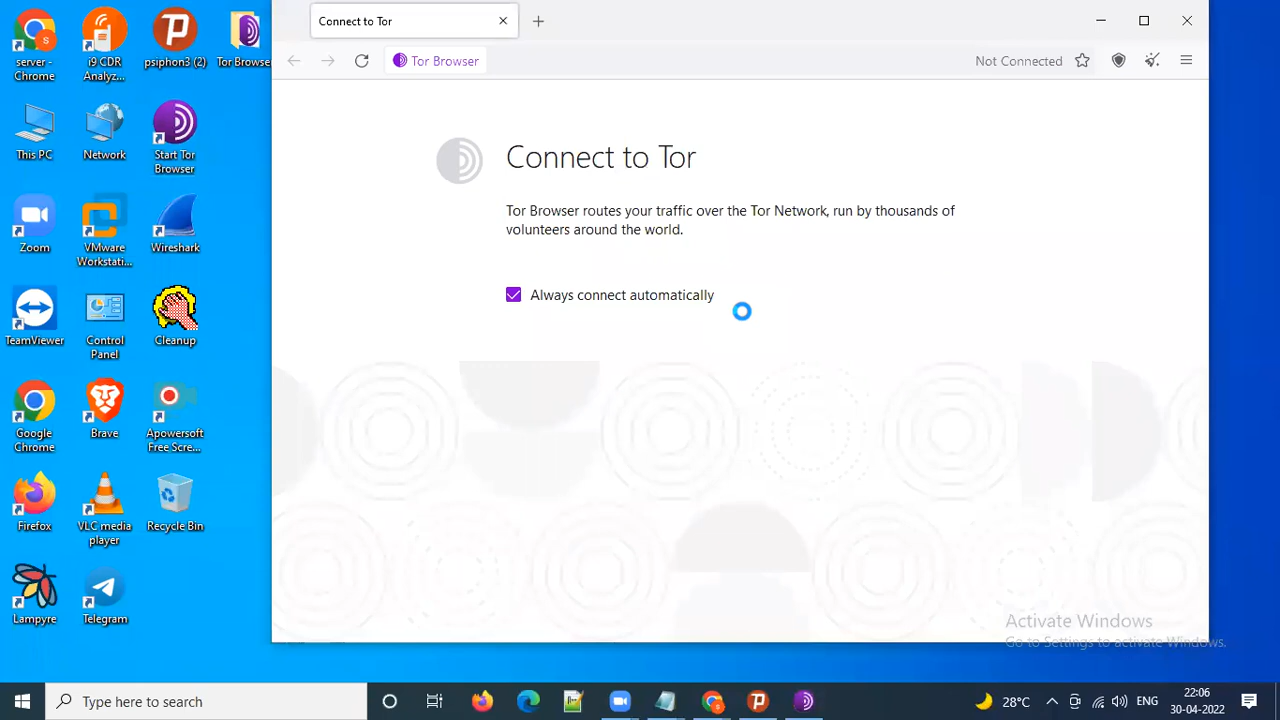 Connect to Tor
Tor Browser
Not Connected
Connect to Tor
Tor Browser routes your traffic over the Tor Network, run by thousands of
volunteers around the world.
Always connect automatically
server -
Chrome
i9 CDR
Analyz...
psiphon3 (2)
Tor Browser
This PC
Network
Start Tor
Browser
Zoom
VMware
Workstati...
Wireshark
TeamViewer
Control
Panel
Cleanup
Google
Chrome
Brave
Apowersoft
Free Scre...
Firefox
VLC media
player
Recycle Bin
Lampyre
Telegram
Activate Windows
Go to Settings to activate Windows.
Type here to search
28°C
ENG
22:06
30-04-2022